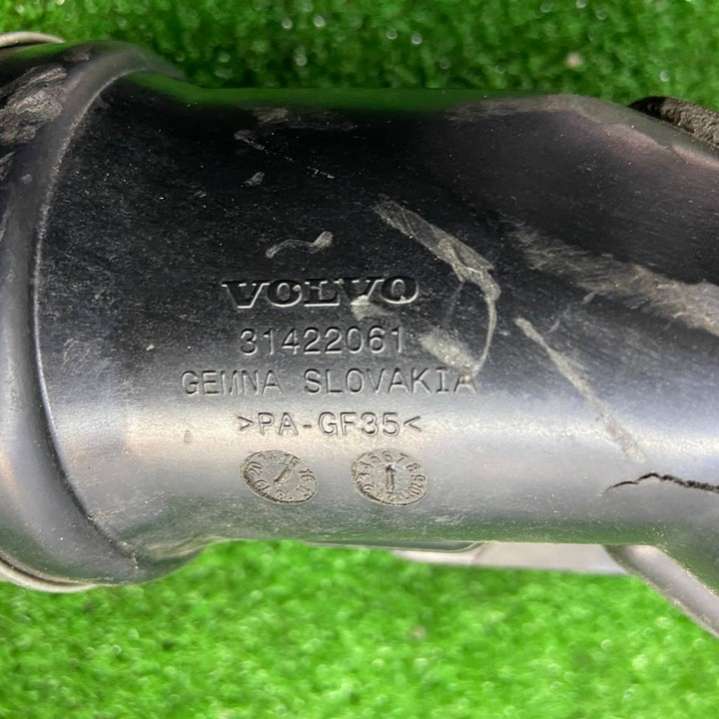 VOLVO
31422061
GEMNA SLOVAKIA
>PA-GF35<